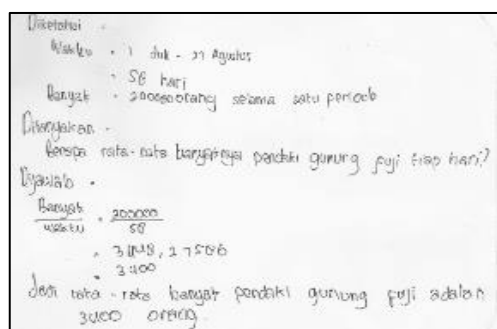 Diketahui :
Waktu : 1 Juli - 27 Agustus
: 58 hari
Banyak : 200000 orang selama satu periode
Ditanyakan :
Berapa rata-rata banyaknya pendaki gunung fuji tiap hari?
Dijawab :
Banyak / waktu = 200000 / 58
= 3448,27586
= 3400
Jadi rata-rata banyak pendaki gunung fuji adalah
3400 orang.